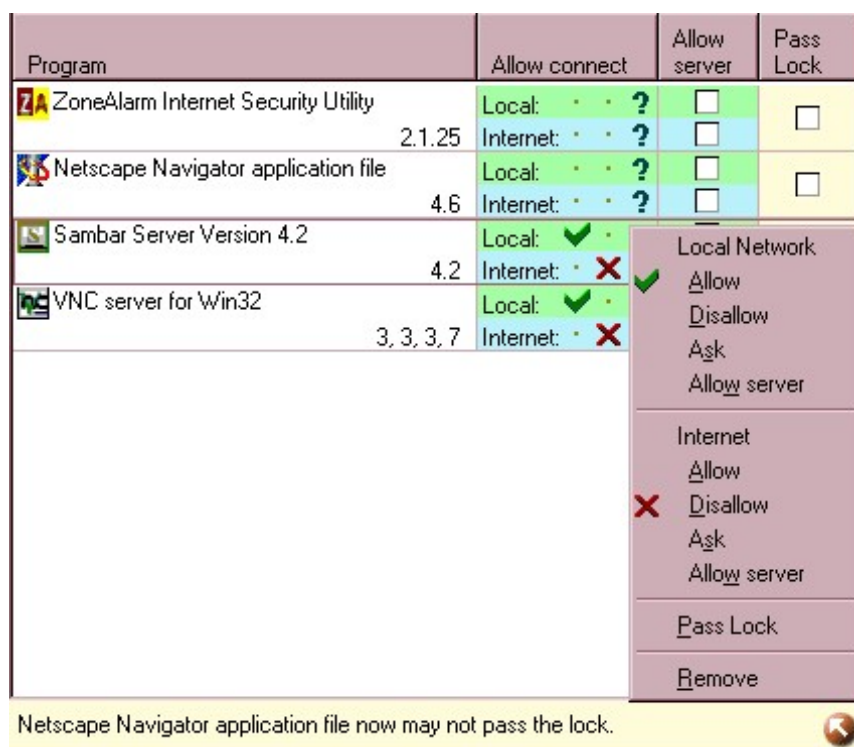 Program Allow connect Allow server Pass Lock
ZA ZoneAlarm Internet Security Utility Local: ?
2.1.25 Internet: ?
Netscape Navigator application file Local: ?
4.6 Internet: ?
Sambar Server Version 4.2 Local:
4.2 Internet:
VNC server for Win32 Local:
3, 3, 3, 7 Internet:
Local Network
Allow
Disallow
Ask
Allow server
Internet
Allow
Disallow
Ask
Allow server
Pass Lock
Remove
Netscape Navigator application file now may not pass the lock.